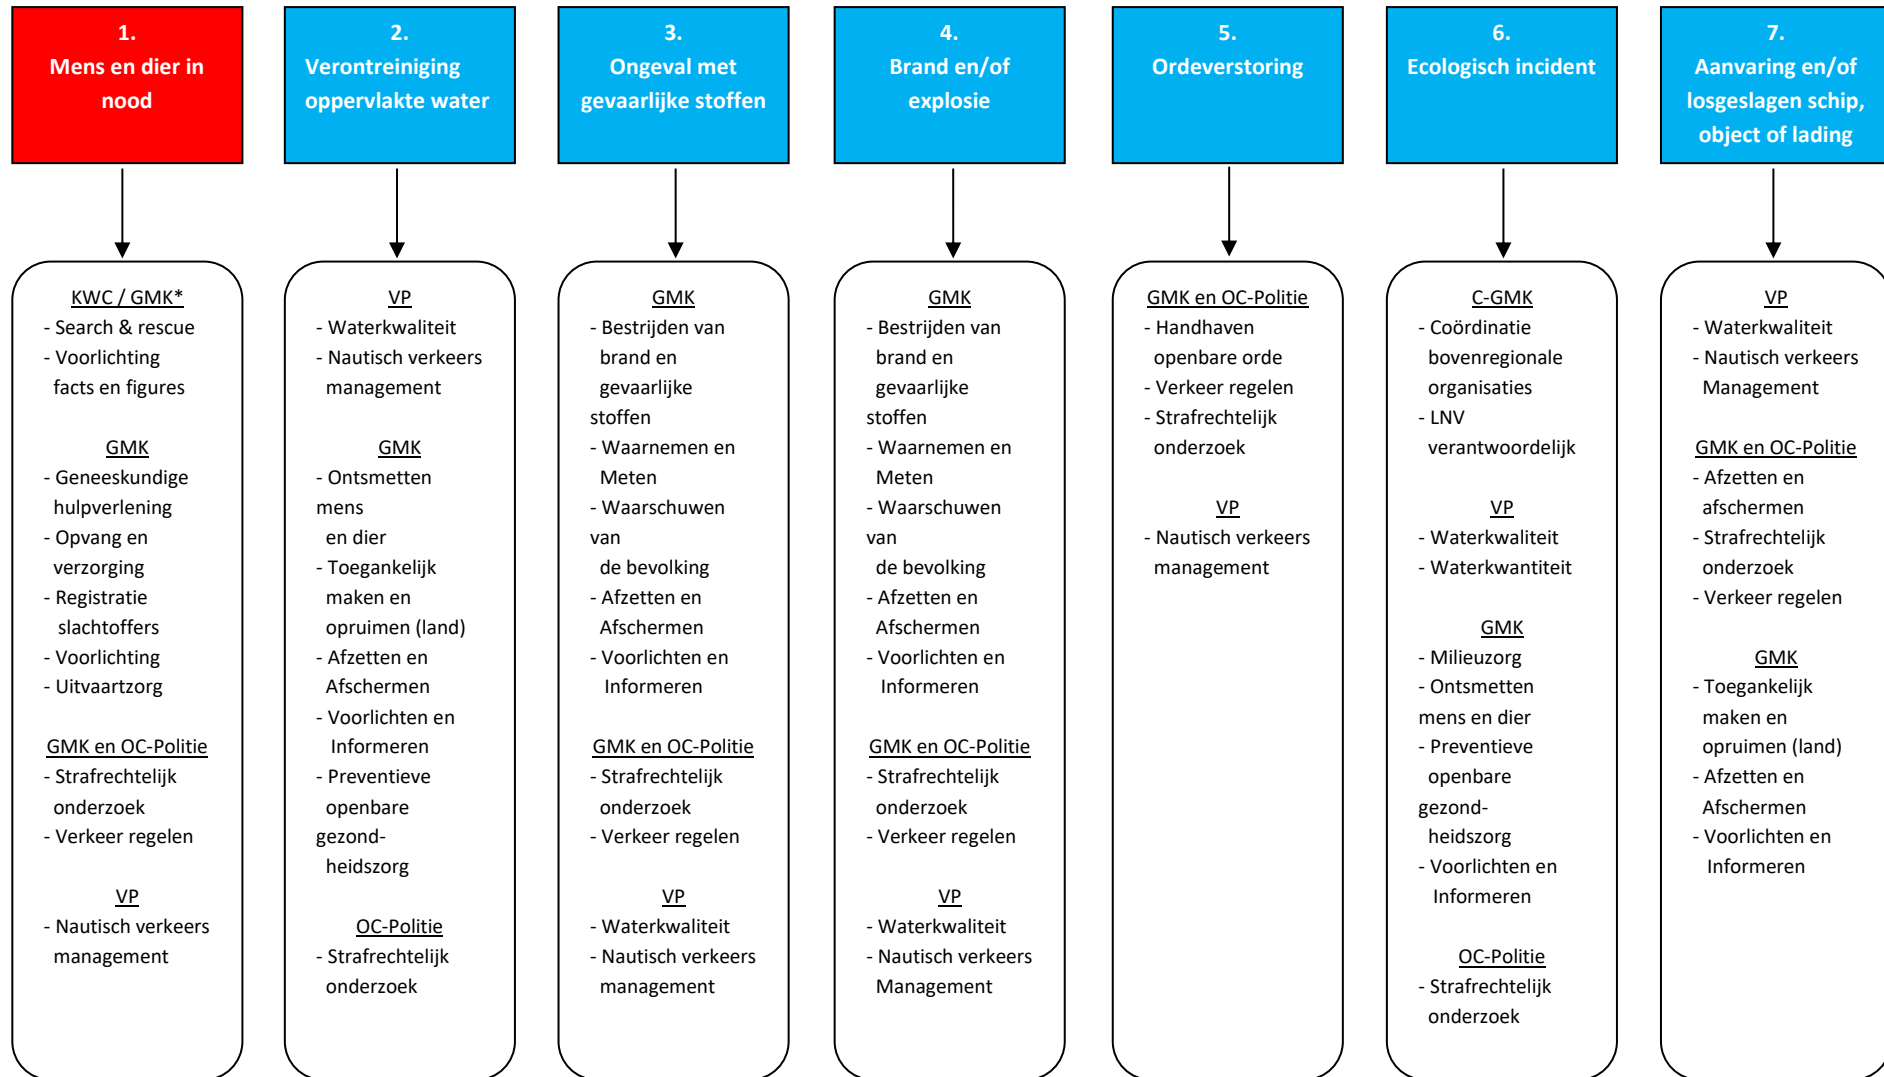 1.
Mens en dier in
nood
2.
Verontreiniging
oppervlakte water
3.
Ongeval met
gevaarlijke stoffen
4.
Brand en/of
explosie
5.
Ordeverstoring
6.
Ecologisch incident
7.
Aanvaring en/of
losgeslagen schip,
object of lading
KWC / GMK*
- Search & rescue
- Voorlichting
facts en figures
GMK
- Geneeskundige
hulpverlening
- Opvang en
verzorging
- Registratie
slachtoffers
- Voorlichting
- Uitvaartzorg
GMK en OC-Politie
- Strafrechtelijk
onderzoek
- Verkeer regelen
VP
- Nautisch verkeers
management
VP
- Waterkwaliteit
- Nautisch verkeers
management
GMK
- Ontsmetten
mens
en dier
- Toegankelijk
maken en
opruimen (land)
- Afzetten en
Afschermen
- Voorlichten en
Informeren
- Preventieve
openbare
gezond-
heidszorg
OC-Politie
- Strafrechtelijk
onderzoek
GMK
- Bestrijden van
brand en
gevaarlijke
stoffen
- Waarnemen en
Meten
- Waarschuwen
van
de bevolking
- Afzetten en
Afschermen
- Voorlichten en
Informeren
GMK en OC-Politie
- Strafrechtelijk
onderzoek
- Verkeer regelen
VP
- Waterkwaliteit
- Nautisch verkeers
management
GMK
- Bestrijden van
brand en
gevaarlijke
stoffen
- Waarnemen en
Meten
- Waarschuwen
van
de bevolking
- Afzetten en
Afschermen
- Voorlichten en
Informeren
GMK en OC-Politie
- Strafrechtelijk
onderzoek
- Verkeer regelen
VP
- Waterkwaliteit
- Nautisch verkeers
Management
GMK en OC-Politie
- Handhaven
openbare orde
- Verkeer regelen
- Strafrechtelijk
onderzoek
VP
- Nautisch verkeers
management
C-GMK
- Coördinatie
bovenregionale
organisaties
- LNV
verantwoordelijk
VP
- Waterkwaliteit
- Waterkwantiteit
GMK
- Milieuzorg
- Ontsmetten
mens en dier
- Preventieve
openbare
gezond-
heidszorg
- Voorlichten en
Informeren
OC-Politie
- Strafrechtelijk
onderzoek
VP
- Waterkwaliteit
- Nautisch verkeers
Management
GMK en OC-Politie
- Afzetten en
afschermen
- Strafrechtelijk
onderzoek
- Verkeer regelen
GMK
- Toegankelijk
maken en
opruimen (land)
- Afzetten en
Afschermen
- Voorlichten en
Informeren